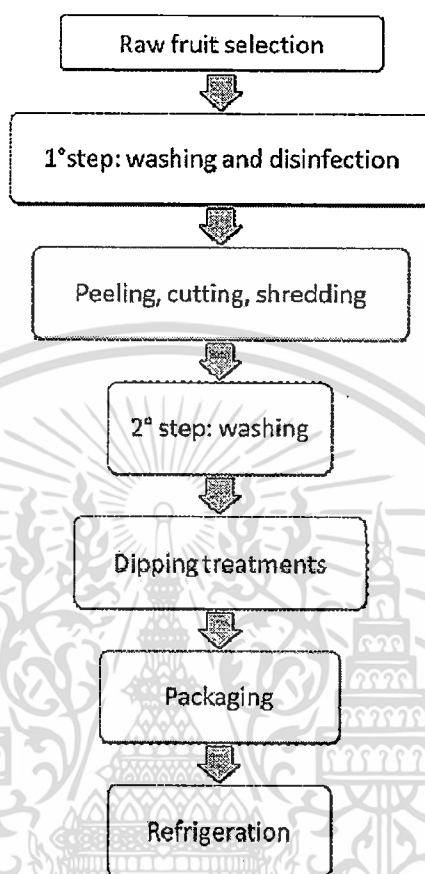 Raw fruit selection
1°step: washing and disinfection
Peeling, cutting, shredding
2° step: washing
Dipping treatments
Packaging
Refrigeration